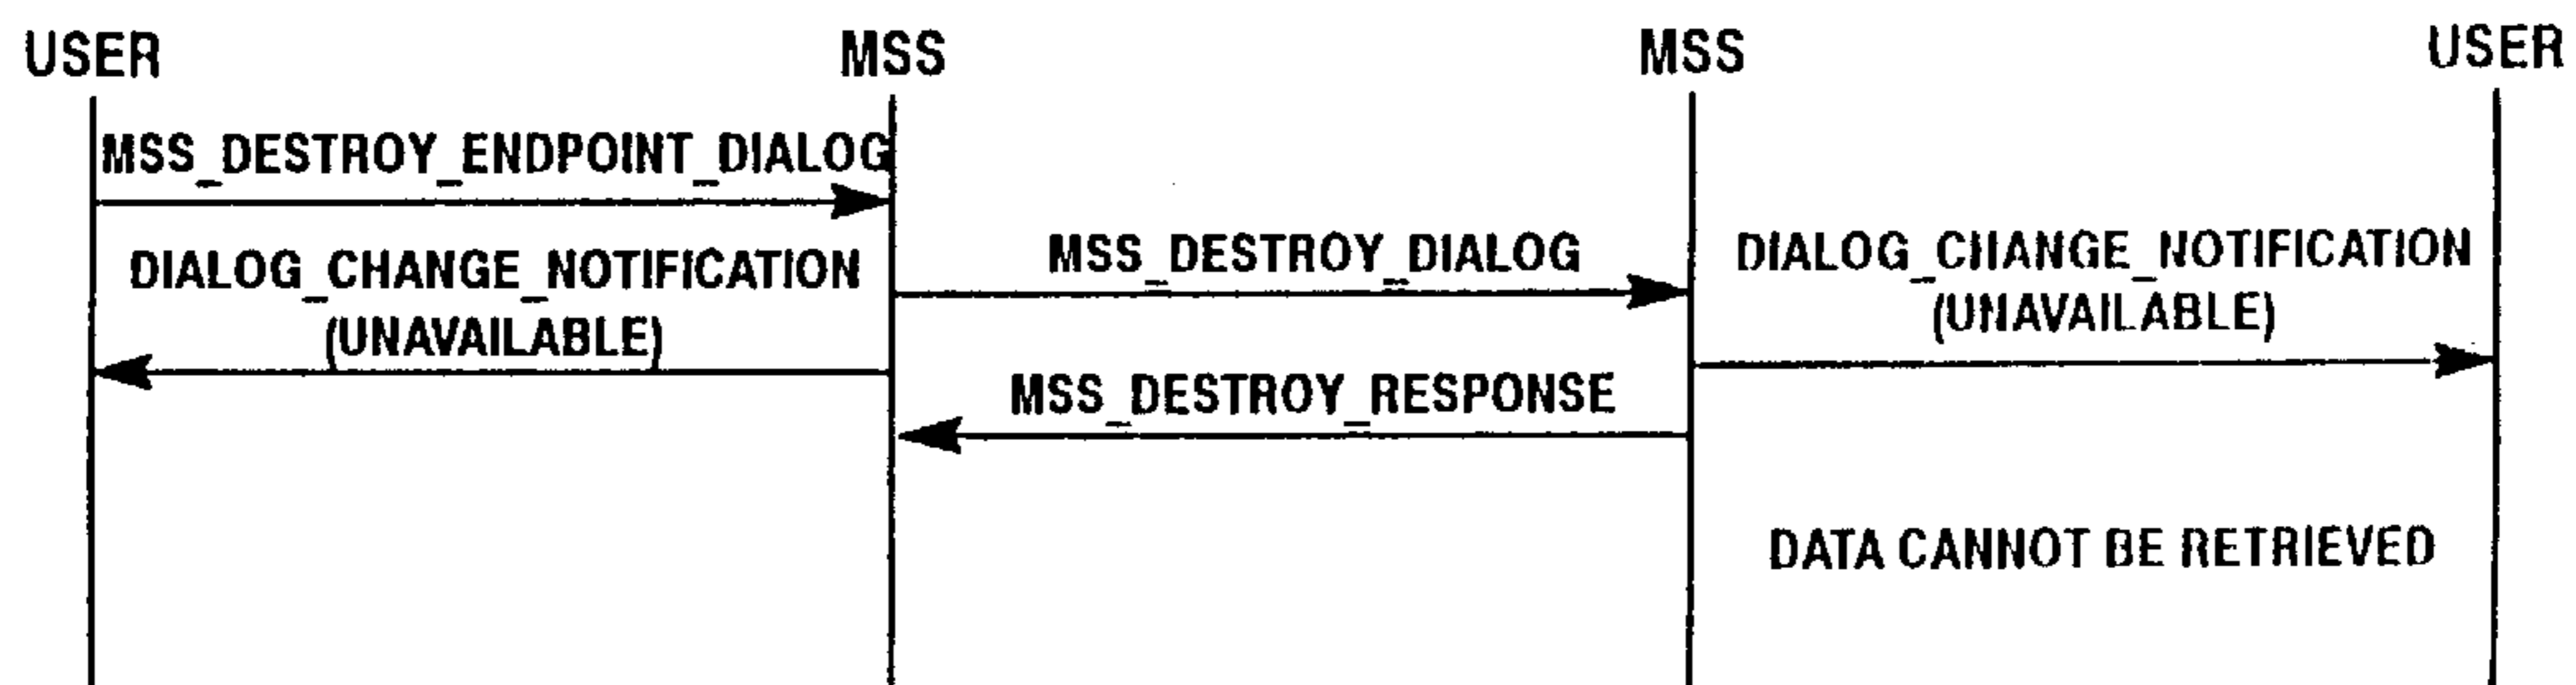 USER MSS MSS USER
MSS_DESTROY_ENDPOINT_DIALOG
DIALOG_CHANGE_NOTIFICATION
(UNAVAILABLE)
MSS_DESTROY_DIALOG
DIALOG_CHANGE_NOTIFICATION
(UNAVAILABLE)
MSS_DESTROY_RESPONSE
DATA CANNOT BE RETRIEVED